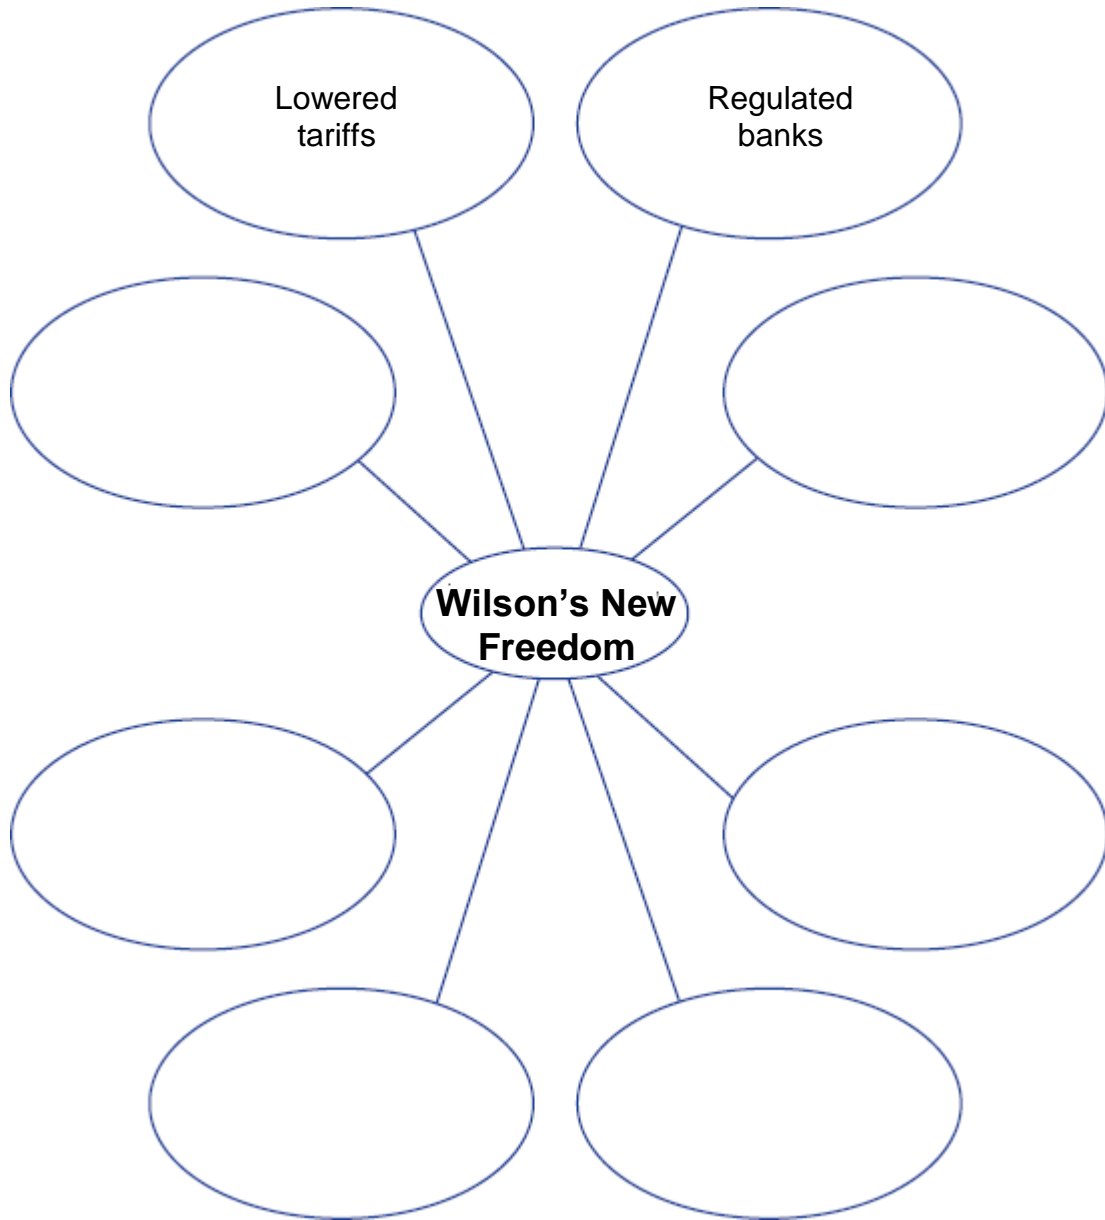 Lowered
tariffs
Regulated
banks
Wilson’s New
Freedom